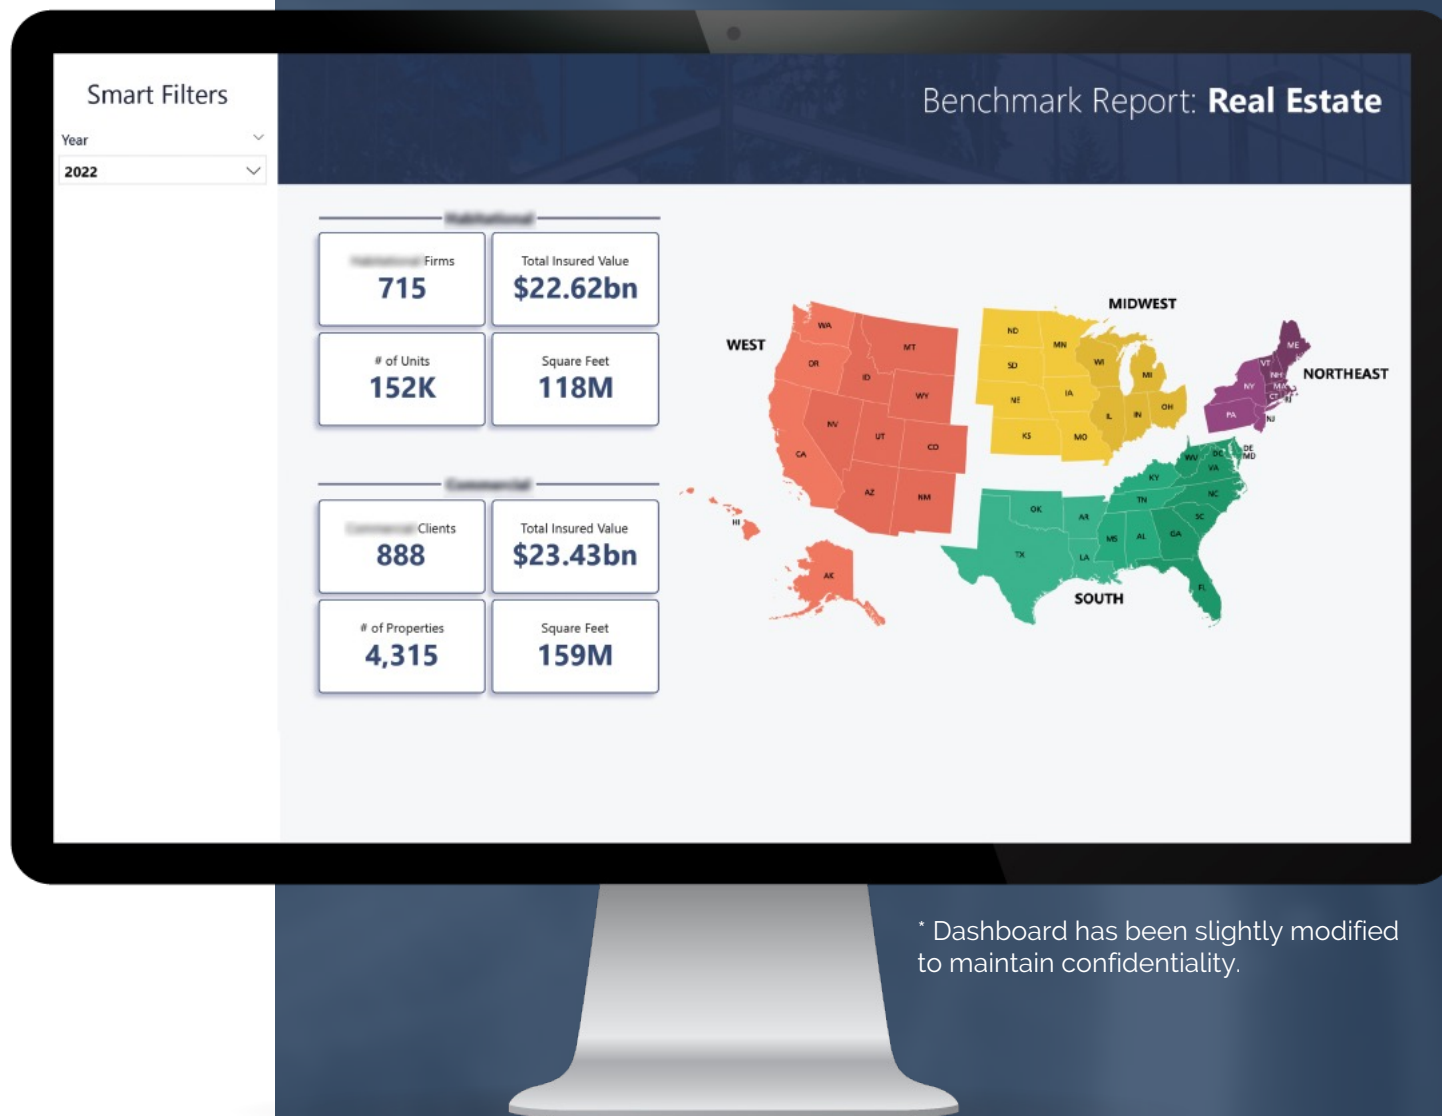 Smart Filters
Year
2022
Benchmark Report: Real Estate
Habitational
Firms
715
Total Insured Value
$22.62bn
# of Units
152K
Square Feet
118M
Commercial
Clients
888
Total Insured Value
$23.43bn
# of Properties
4,315
Square Feet
159M
WEST
WA
OR
MT
ID
WY
NV
UT
CO
CA
AZ
NM
HI
AK
MIDWEST
ND
MN
SD
WI
MI
NE
IA
IL
IN
OH
KS
MO
NORTHEAST
ME
VT
NH
NY
MA
CT
RI
PA
NJ
SOUTH
DE
MD
WV
DC
VA
KY
NC
TN
SC
OK
AR
MS
AL
GA
TX
LA
FL
* Dashboard has been slightly modified
to maintain confidentiality.